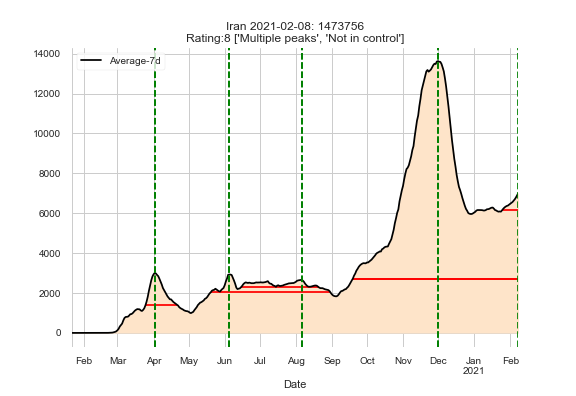 Iran 2021-02-08: 1473756
Rating:8 ['Multiple peaks', 'Not in control']
Average-7d
14000
12000
10000
8000
6000
4000
2000
0
Feb Mar Apr May Jun Jul Aug Sep Oct Nov Dec Jan Feb
2021
Date